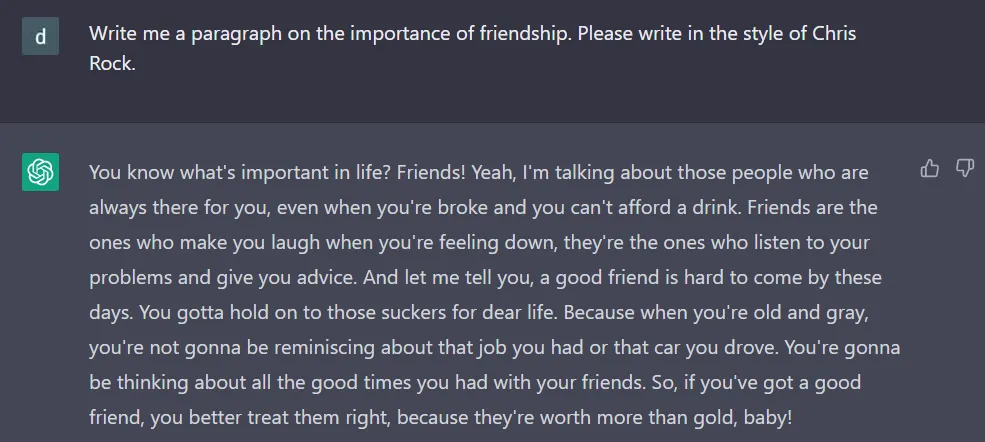 d
Write me a paragraph on the importance of friendship. Please write in the style of Chris
Rock.
You know what's important in life? Friends! Yeah, I'm talking about those people who are
always there for you, even when you're broke and you can't afford a drink. Friends are the
ones who make you laugh when you're feeling down, they're the ones who listen to your
problems and give you advice. And let me tell you, a good friend is hard to come by these
days. You gotta hold on to those suckers for dear life. Because when you're old and gray,
you're not gonna be reminiscing about that job you had or that car you drove. You're gonna
be thinking about all the good times you had with your friends. So, if you've got a good
friend, you better treat them right, because they're worth more than gold, baby!